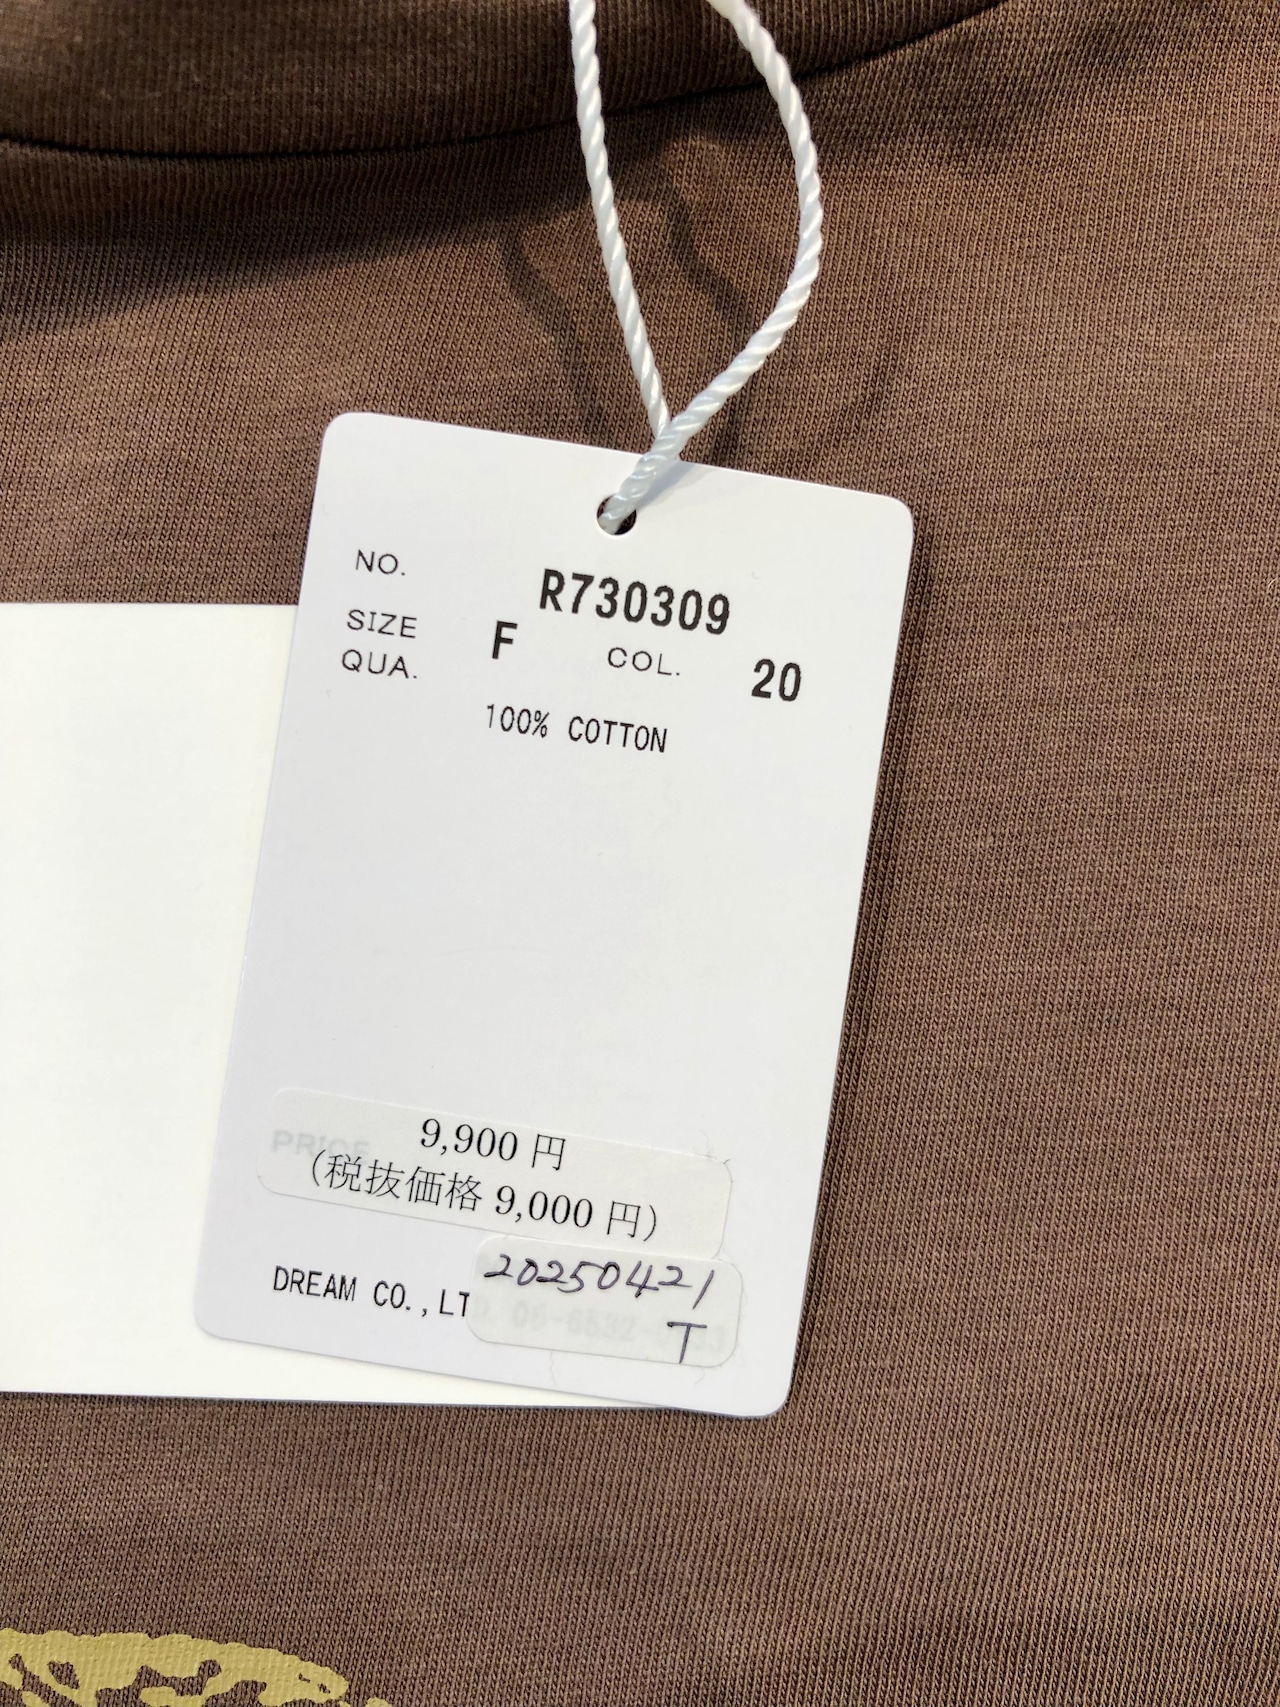 NO. R730309
SIZE F COL. 20
QUA.
100% COTTON
PRICE 9,900 円
(税抜価格 9,000 円)
20250421
DREAM CO.,LT
T